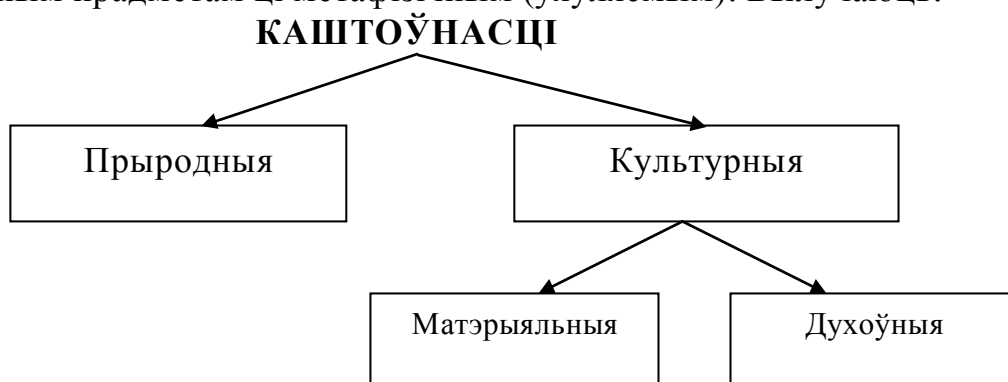 КАШТОЎНАСЦІ
Прыродныя Культурныя
Матэрыяльныя Духоўныя